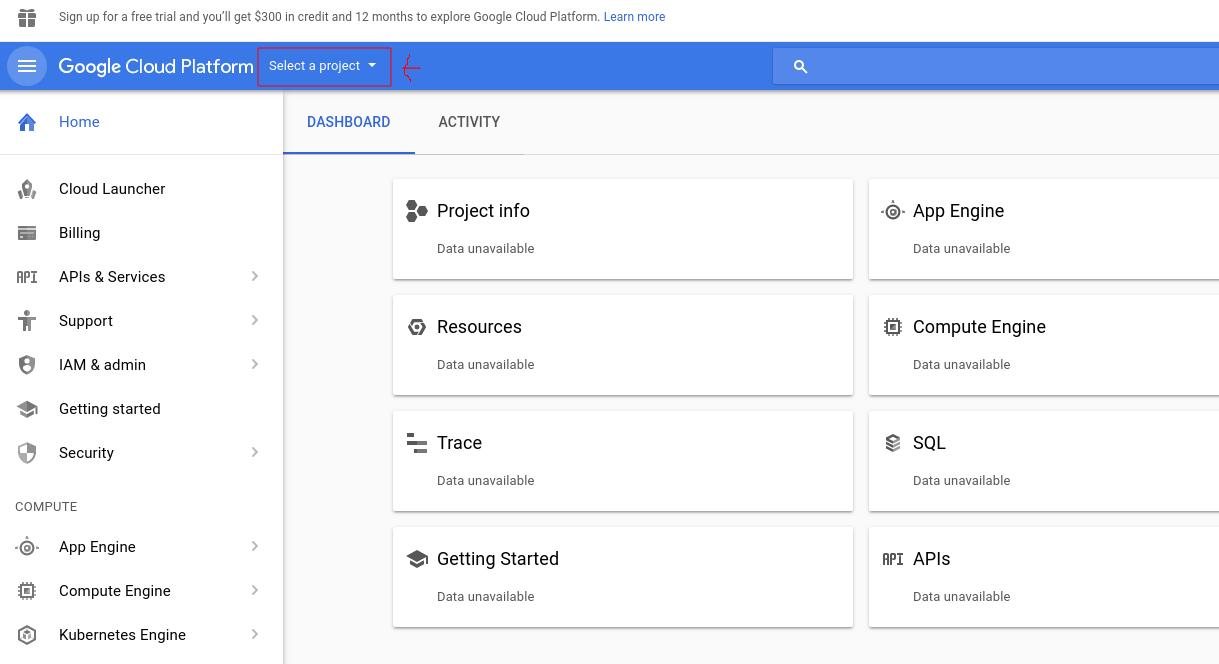 Sign up for a free trial and you'll get $300 in credit and 12 months to explore Google Cloud Platform. Learn more
Google Cloud Platform Select a project
Home
Cloud Launcher
Billing
API APIs & Services
Support
IAM & admin
Getting started
Security
COMPUTE
App Engine
Compute Engine
Kubernetes Engine
DASHBOARD ACTIVITY
Project info
Data unavailable
App Engine
Data unavailable
Resources
Data unavailable
Compute Engine
Data unavailable
Trace
Data unavailable
SQL
Data unavailable
Getting Started
Data unavailable
API APIs
Data unavailable